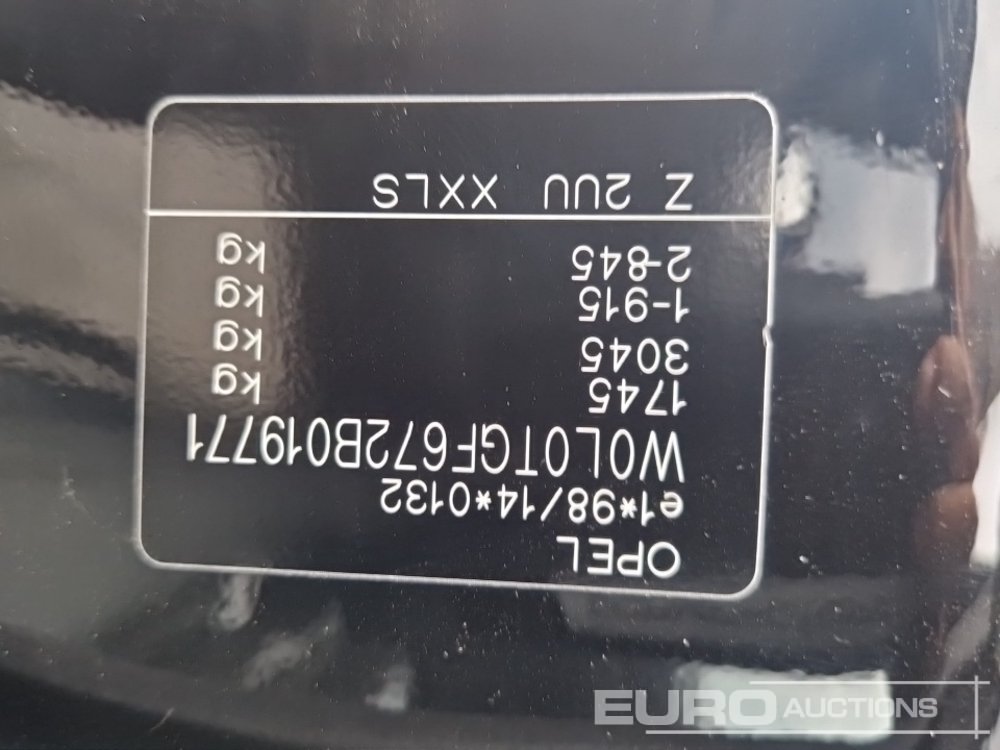 OPEL
e1*98/14*0132
W0L0TGF672B019771
1745 kg
3045 kg
1-915 kg
2-845 kg
Z 2UU XXLS
EURO AUCTIONS